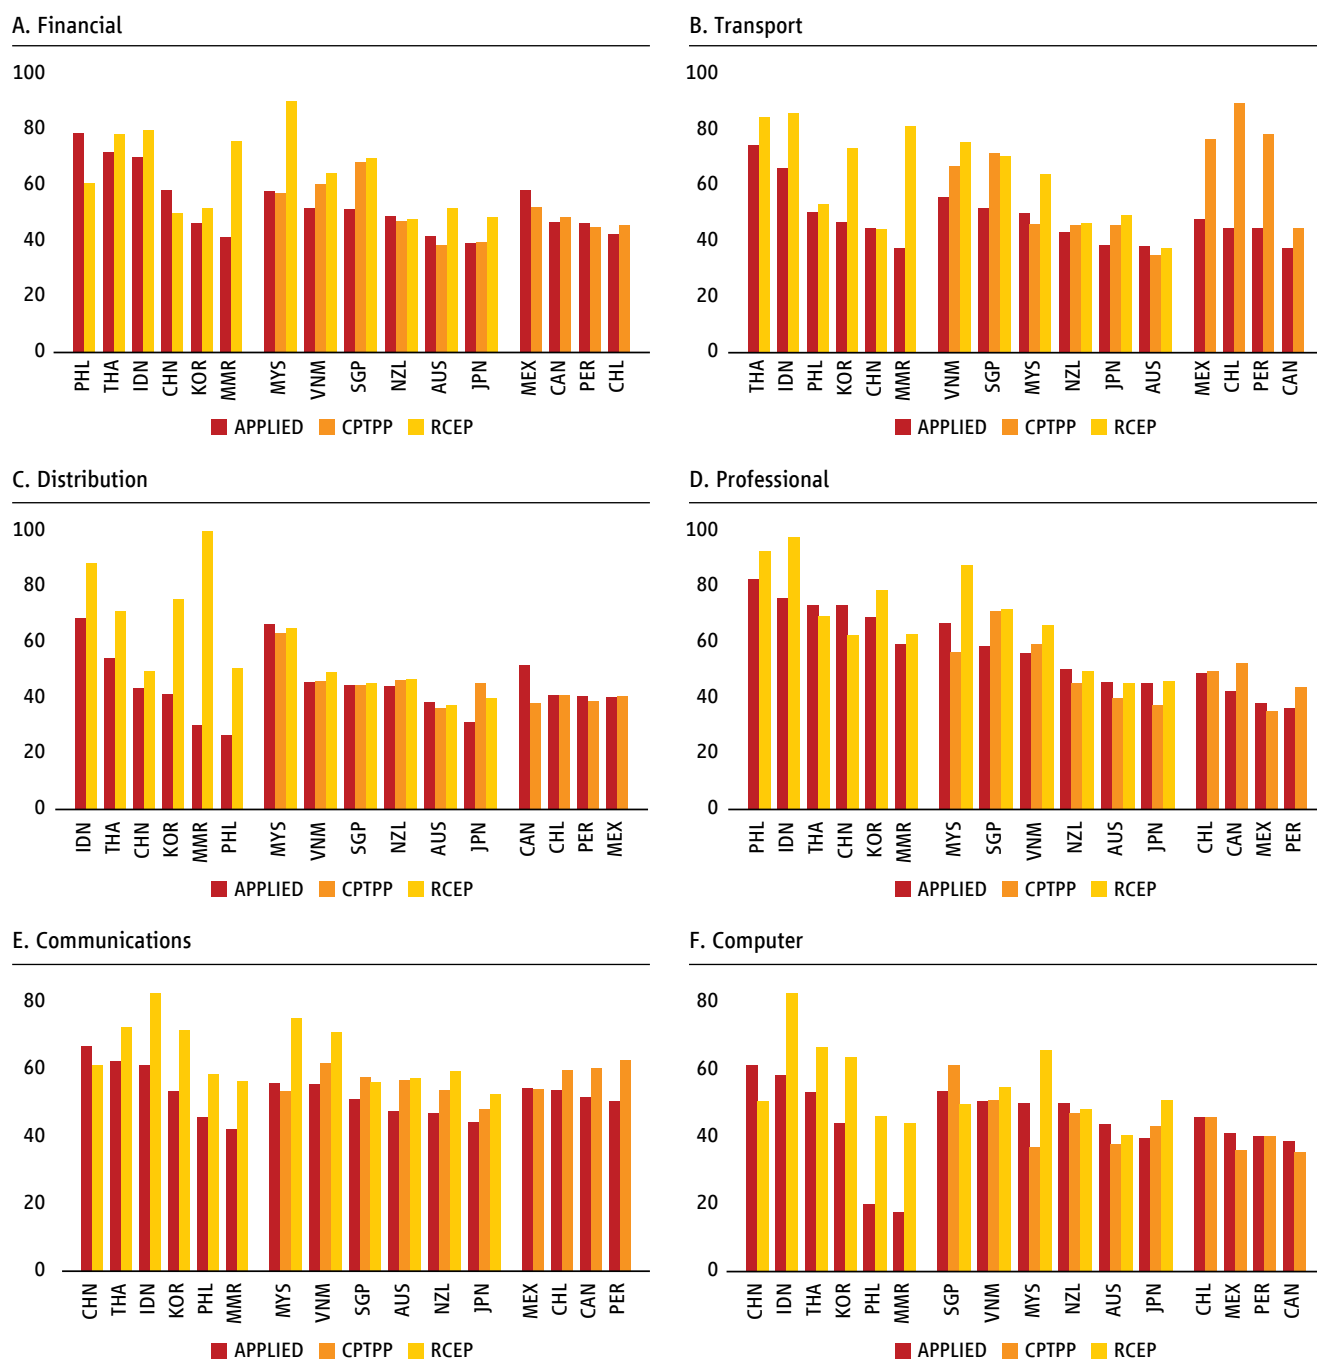 A. Financial
100
80
60
40
20
0
PHL THA IDN CHN KOR MMR MYS VNM SGP NZL AUS JPN MEX CAN PER CHL
APPLIED CPTPP RCEP
B. Transport
100
80
60
40
20
0
THA IDN PHL KOR CHN MMR VNM SGP MYS NZL JPN AUS MEX CHL PER CAN
APPLIED CPTPP RCEP
C. Distribution
100
80
60
40
20
0
IDN THA CHN KOR MMR PHL MYS VNM SGP NZL AUS JPN CAN CHL PER MEX
APPLIED CPTPP RCEP
D. Professional
100
80
60
40
20
0
PHL IDN THA CHN KOR MMR MYS SGP VNM NZL AUS JPN CHL CAN MEX PER
APPLIED CPTPP RCEP
E. Communications
80
60
40
20
0
CHN THA IDN KOR PHL MMR MYS VNM SGP AUS NZL JPN MEX CHL CAN PER
APPLIED CPTPP RCEP
F. Computer
80
60
40
20
0
CHN IDN THA KOR PHL MMR SGP VNM MYS NZL AUS JPN CHL MEX PER CAN
APPLIED CPTPP RCEP